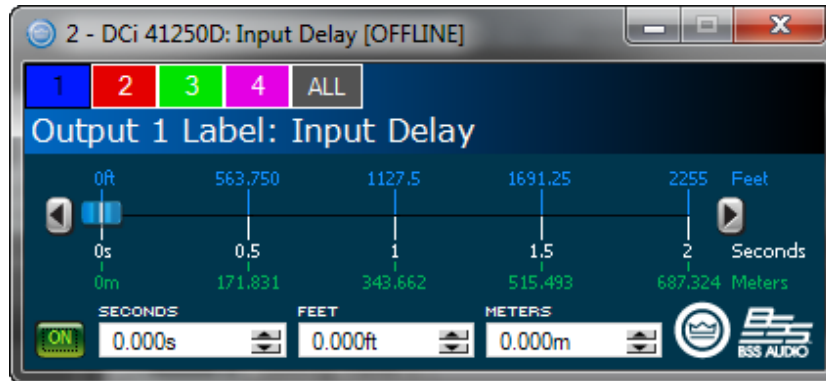 2 - DCi 41250D: Input Delay [OFFLINE]
1 2 3 4 ALL
Output 1 Label: Input Delay
0ft 563.750 1127.5 1691.25 2255 Feet
0s 0.5 1 1.5 2 Seconds
0m 171.831 343.662 515.493 687.324 Meters
SECONDS FEET METERS
ON 0.000s 0.000ft 0.000m
BSS
BSS AUDIO